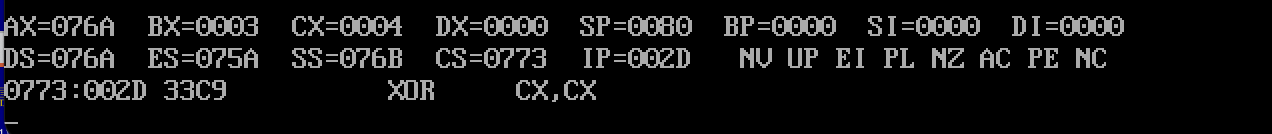 AX=076A  BX=0003  CX=0004  DX=0000  SP=0080  BP=0000  SI=0000  DI=0000
DS=076A  ES=075A  SS=076B  CS=0773  IP=002D   NV UP EI PL NZ AC PE NC
0773:002D 33C9          XOR     CX,CX
_